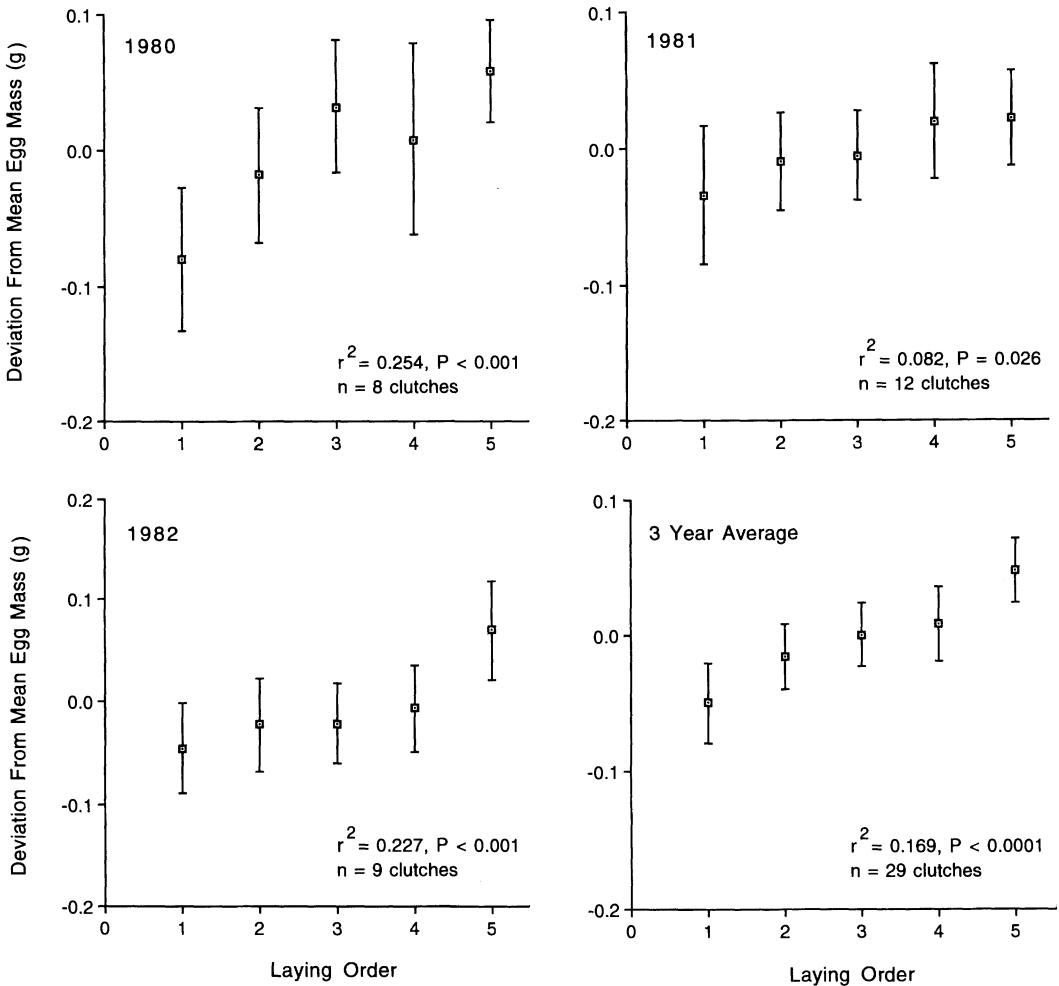 Deviation From Mean Egg Mass (g)
0.1
0.0
-0.1
-0.2
1980
r2 = 0.254, P < 0.001
n = 8 clutches
0 1 2 3 4 5
0.1
0.0
-0.1
-0.2
1981
r2 = 0.082, P = 0.026
n = 12 clutches
0 1 2 3 4 5
Deviation From Mean Egg Mass (g)
0.2
0.1
0.0
-0.1
-0.2
1982
r2 = 0.227, P < 0.001
n = 9 clutches
0 1 2 3 4 5
Laying Order
0.1
0.0
-0.1
-0.2
3 Year Average
r2 = 0.169, P < 0.0001
n = 29 clutches
0 1 2 3 4 5
Laying Order